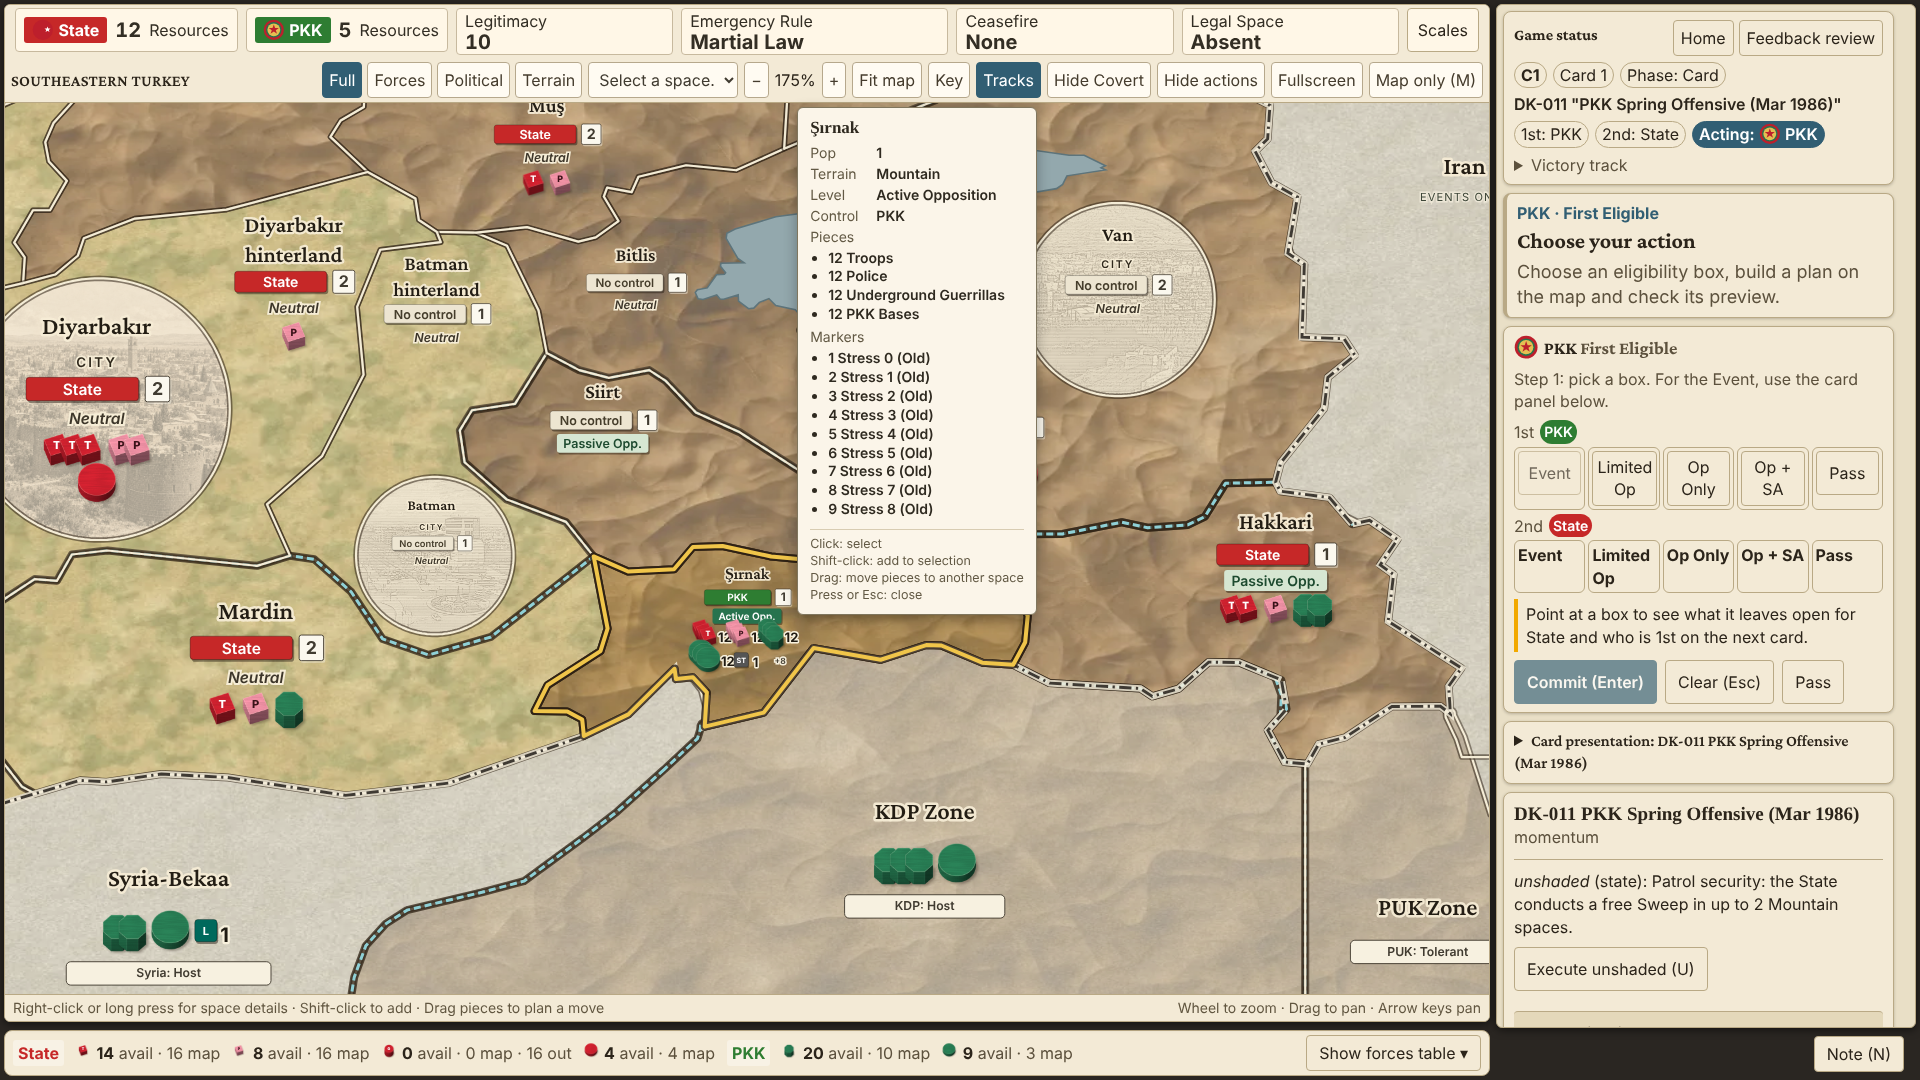 State 12 Resources
PKK 5 Resources
Legitimacy
10
Emergency Rule
Martial Law
Ceasefire
None
Legal Space
Absent
Scales
SOUTHEASTERN TURKEY
Full
Forces
Political
Terrain
Select a space.
−
175%
+
Fit map
Key
Tracks
Hide Covert
Hide actions
Fullscreen
Map only (M)
Muş
State 2
Neutral
T P
Diyarbakır
hinterland
State 2
Neutral
P
Batman
hinterland
No control 1
Neutral
Bitlis
No control 1
Neutral
Diyarbakır
CITY
State 2
Neutral
T T T P P
Siirt
No control 1
Passive Opp.
Batman
CITY
No control 1
Neutral
Mardin
State 2
Neutral
T P
Şırnak
PKK 1
Active Opp.
T 12 P 12 12
12 ST 1 +8
Şırnak
Pop 1
Terrain Mountain
Level Active Opposition
Control PKK
Pieces
• 12 Troops
• 12 Police
• 12 Underground Guerrillas
• 12 PKK Bases
Markers
• 1 Stress 0 (Old)
• 2 Stress 1 (Old)
• 3 Stress 2 (Old)
• 4 Stress 3 (Old)
• 5 Stress 4 (Old)
• 6 Stress 5 (Old)
• 7 Stress 6 (Old)
• 8 Stress 7 (Old)
• 9 Stress 8 (Old)
Click: select
Shift-click: add to selection
Drag: move pieces to another space
Press or Esc: close
Van
CITY
No control 2
Neutral
Iran
EVENTS ON
Hakkari
State 1
Passive Opp.
T T P
KDP Zone
KDP: Host
Syria-Bekaa
L 1
Syria: Host
PUK Zone
PUK: Tolerant
Right-click or long press for space details · Shift-click to add · Drag pieces to plan a move
Wheel to zoom · Drag to pan · Arrow keys pan
State 14 avail · 16 map 8 avail · 16 map 0 avail · 0 map · 16 out 4 avail · 4 map PKK 20 avail · 10 map 9 avail · 3 map
Show forces table ▾
Game status
Home
Feedback review
C1
Card 1
Phase: Card
DK-011 "PKK Spring Offensive (Mar 1986)"
1st: PKK
2nd: State
Acting: PKK
▶ Victory track
PKK · First Eligible
Choose your action
Choose an eligibility box, build a plan on
the map and check its preview.
PKK First Eligible
Step 1: pick a box. For the Event, use the card
panel below.
1st PKK
Event
Limited Op
Op Only
Op + SA
Pass
2nd State
Event
Limited Op
Op Only
Op + SA
Pass
Point at a box to see what it leaves open for
State and who is 1st on the next card.
Commit (Enter)
Clear (Esc)
Pass
▶ Card presentation: DK-011 PKK Spring Offensive
(Mar 1986)
DK-011 PKK Spring Offensive (Mar 1986)
momentum
unshaded (state): Patrol security: the State
conducts a free Sweep in up to 2 Mountain
spaces.
Execute unshaded (U)
Note (N)